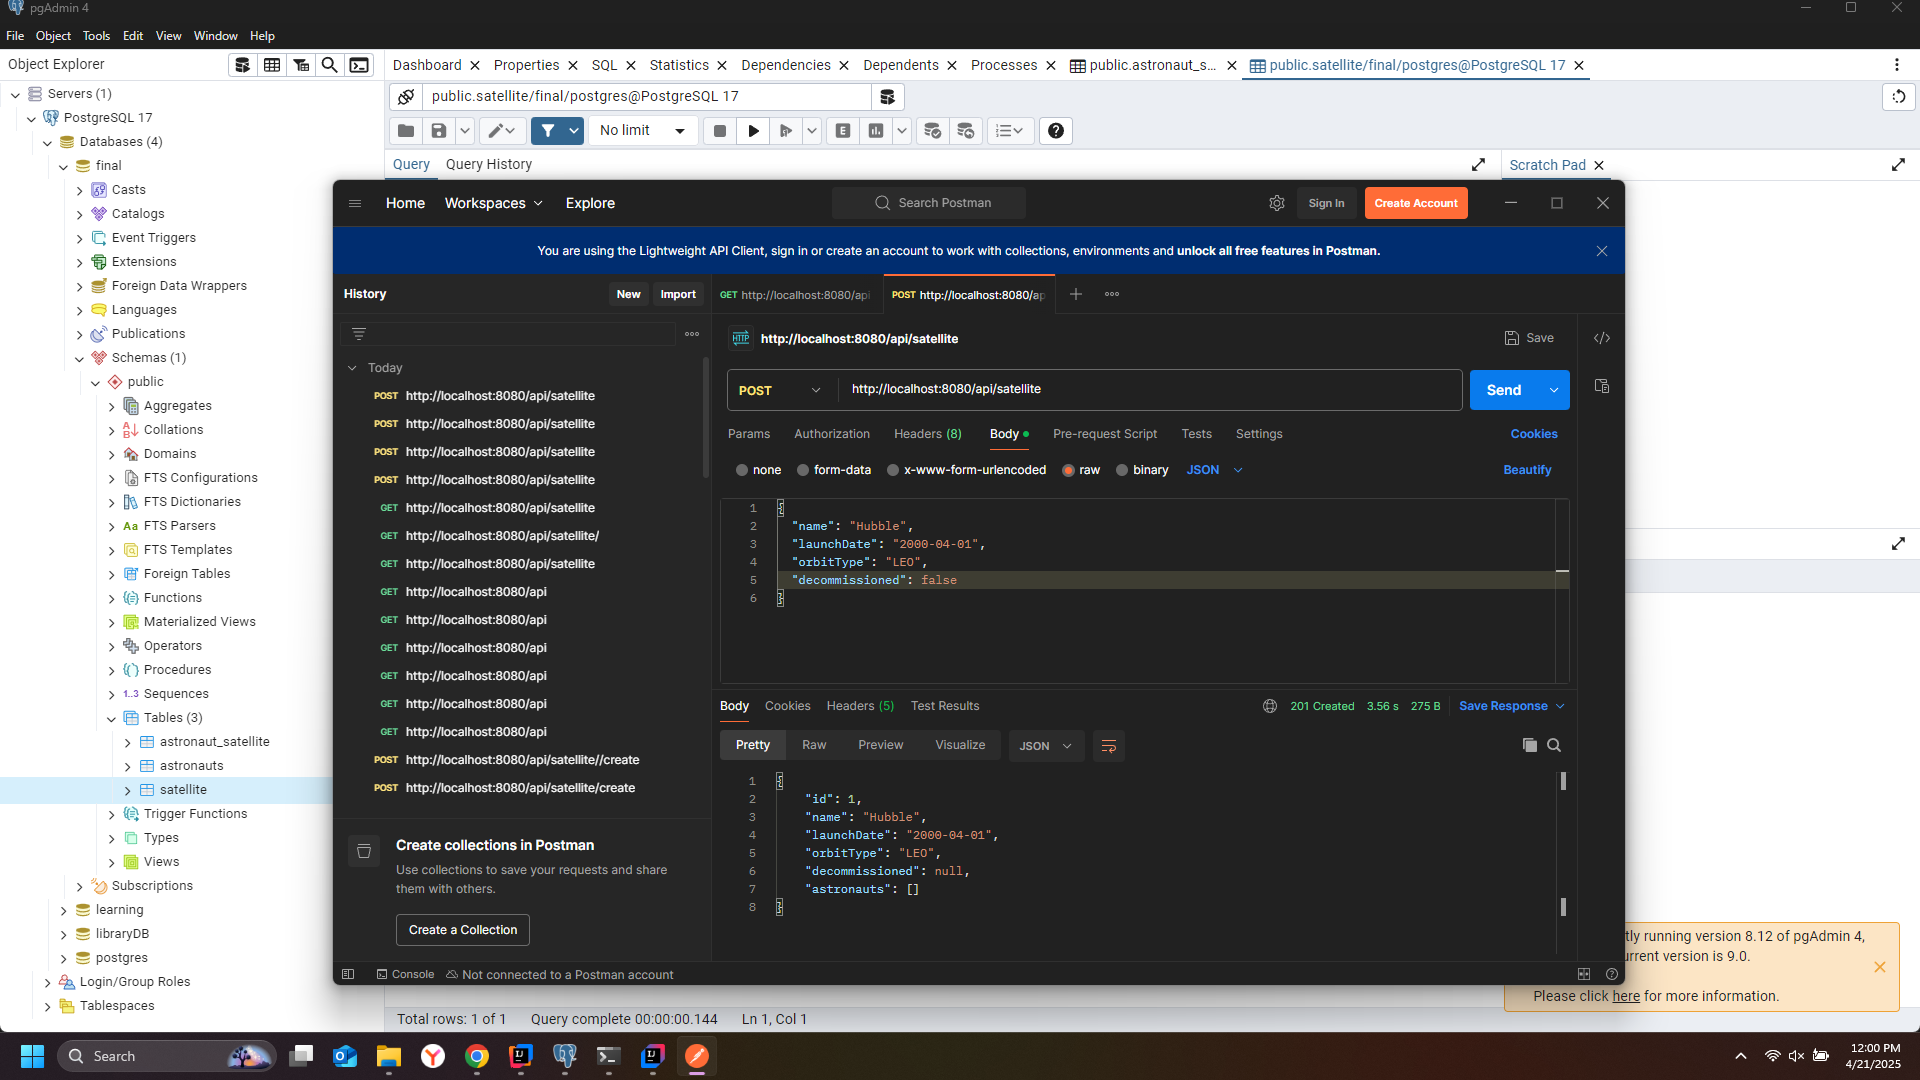 pgAdmin 4
File Object Tools Edit View Window Help
Object Explorer
Dashboard Properties SQL Statistics Dependencies Dependents Processes public.astronaut_s... public.satellite/final/postgres@PostgreSQL 17
public.satellite/final/postgres@PostgreSQL 17
No limit
E
Query Query History
Scratch Pad
Servers (1)
PostgreSQL 17
Databases (4)
final
Casts
Catalogs
Event Triggers
Extensions
Foreign Data Wrappers
Languages
Publications
Schemas (1)
public
Aggregates
Collations
Domains
FTS Configurations
FTS Dictionaries
Aa FTS Parsers
FTS Templates
Foreign Tables
Functions
Materialized Views
Operators
Procedures
1..3 Sequences
Tables (3)
astronaut_satellite
astronauts
satellite
Trigger Functions
Types
Views
Subscriptions
learning
libraryDB
postgres
Login/Group Roles
Tablespaces
Home Workspaces Explore
Search Postman
Sign In
Create Account
You are using the Lightweight API Client, sign in or create an account to work with collections, environments and unlock all free features in Postman.
History
New
Import
Today
POST http://localhost:8080/api/satellite
POST http://localhost:8080/api/satellite
POST http://localhost:8080/api/satellite
POST http://localhost:8080/api/satellite
GET http://localhost:8080/api/satellite
GET http://localhost:8080/api/satellite/
GET http://localhost:8080/api/satellite
GET http://localhost:8080/api
GET http://localhost:8080/api
GET http://localhost:8080/api
GET http://localhost:8080/api
GET http://localhost:8080/api
GET http://localhost:8080/api
POST http://localhost:8080/api/satellite//create
POST http://localhost:8080/api/satellite/create
Create collections in Postman
Use collections to save your requests and share
them with others.
Create a Collection
GET http://localhost:8080/api
POST http://localhost:8080/ap
HTTP http://localhost:8080/api/satellite
Save
POST http://localhost:8080/api/satellite
Send
Params Authorization Headers (8) Body Pre-request Script Tests Settings Cookies
none form-data x-www-form-urlencoded raw binary JSON Beautify
1 {
2 "name": "Hubble",
3 "launchDate": "2000-04-01",
4 "orbitType": "LEO",
5 "decommissioned": false
6 }
Body Cookies Headers (5) Test Results 201 Created 3.56 s 275 B Save Response
Pretty Raw Preview Visualize JSON
1 {
2 "id": 1,
3 "name": "Hubble",
4 "launchDate": "2000-04-01",
5 "orbitType": "LEO",
6 "decommissioned": null,
7 "astronauts": []
8 }
Console Not connected to a Postman account
tly running version 8.12 of pgAdmin 4,
urrent version is 9.0.
Please click here for more information.
Total rows: 1 of 1 Query complete 00:00:00.144 Ln 1, Col 1
Search
12:00 PM
4/21/2025